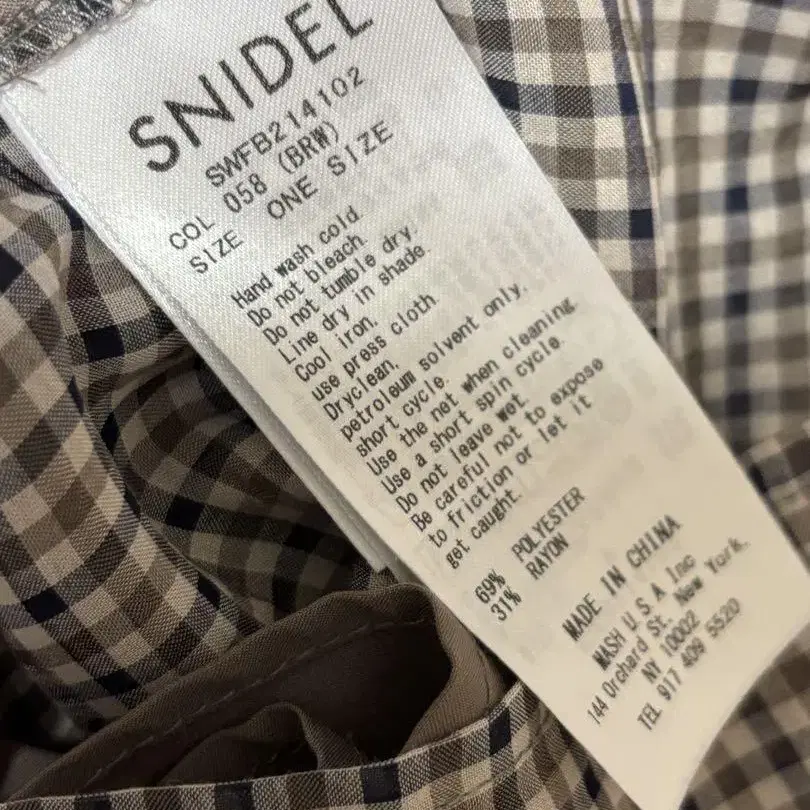 SNIDEL
SWFB214102
COL 058 (BRW)
SIZE ONE SIZE
Hand wash cold
Do not bleach.
Do not tumble dry.
Line dry in shade.
Cool iron.
use press cloth
Dryclean.
petroleum solvent only.
short cycle.
Use the net when cleaning.
Use a short spin cycle.
Do not leave wet.
Be careful not to expose
to friction or let it
get caught.
69% POLYESTER
31% RAYON
MADE IN CHINA
MASH U S A Inc
144 Orchard St. New York.
NY 10002
TEL 917 409 5520